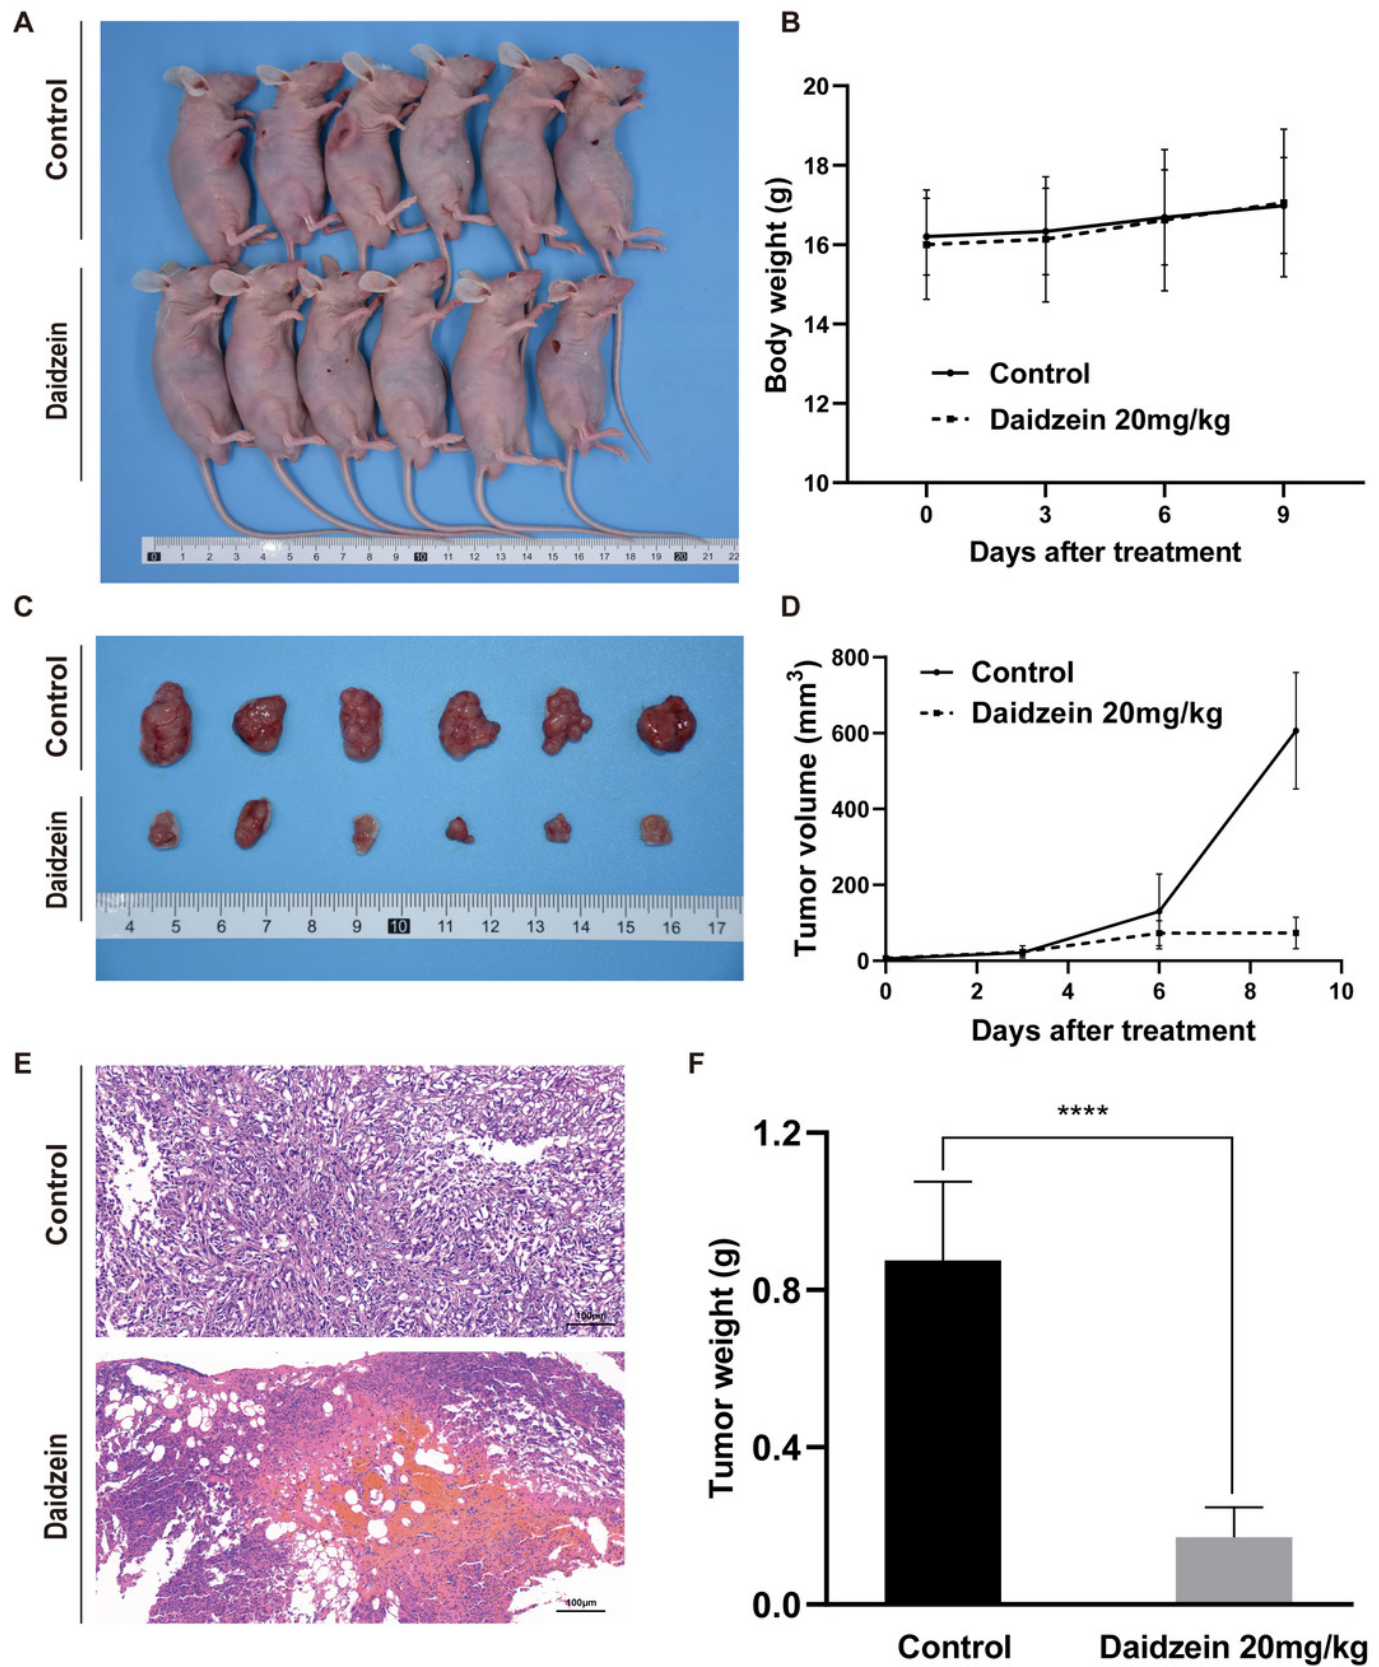 A
Control
Daidzein
0 1 2 3 4 5 6 7 8 9 10 11 12 13 14 15 16 17 18 19 20 21 22
B
20
18
16
14
12
10
Body weight (g)
Control
Daidzein 20mg/kg
0 3 6 9
Days after treatment
C
Control
Daidzein
4 5 6 7 8 9 10 11 12 13 14 15 16 17
D
800
600
400
200
0
Tumor volume (mm³)
Control
Daidzein 20mg/kg
0 2 4 6 8 10
Days after treatment
E
Control
100μm
Daidzein
100μm
F
****
1.2
0.8
0.4
0.0
Tumor weight (g)
Control Daidzein 20mg/kg